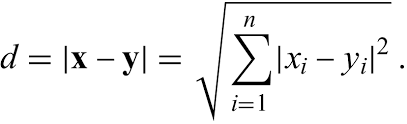 d = |𝐱 – 𝐲| = √(∑_{i=1}^{n} |x_i – y_i|²) .